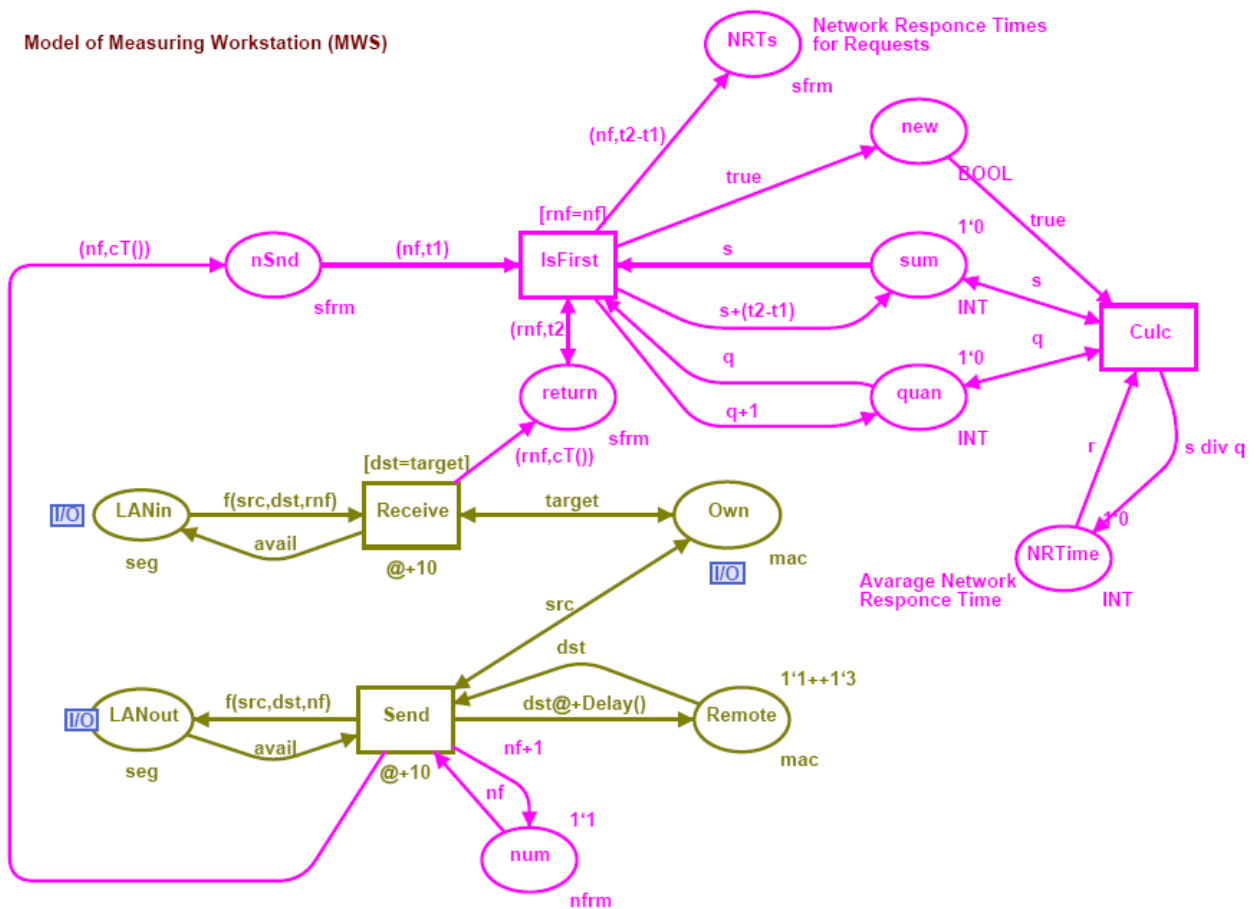 Model of Measuring Workstation (MWS)
NRTs
Network Responce Times
for Requests
sfrm
(nf,t2-t1)
new
BOOL
true
true
[rnf=nf]
(nf,cT())
nSnd
(nf,t1)
IsFirst
s
1‘0
sum
s
sfrm
INT
s+(t2-t1)
(rnf,t2
Culc
q
1‘0
q
return
quan
q+1
INT
sfrm
r
s div q
(rnf,cT())
[dst=target]
I/O
LANin
f(src,dst,rnf)
Receive
target
Own
1‘0
avail
seg
@+10
mac
NRTime
I/O
Avarage Network
Responce Time
INT
src
dst
1‘1++1‘3
I/O
LANout
f(src,dst,nf)
Send
dst@+Delay()
Remote
avail
nf+1
seg
@+10
mac
nf
1‘1
num
nfrm